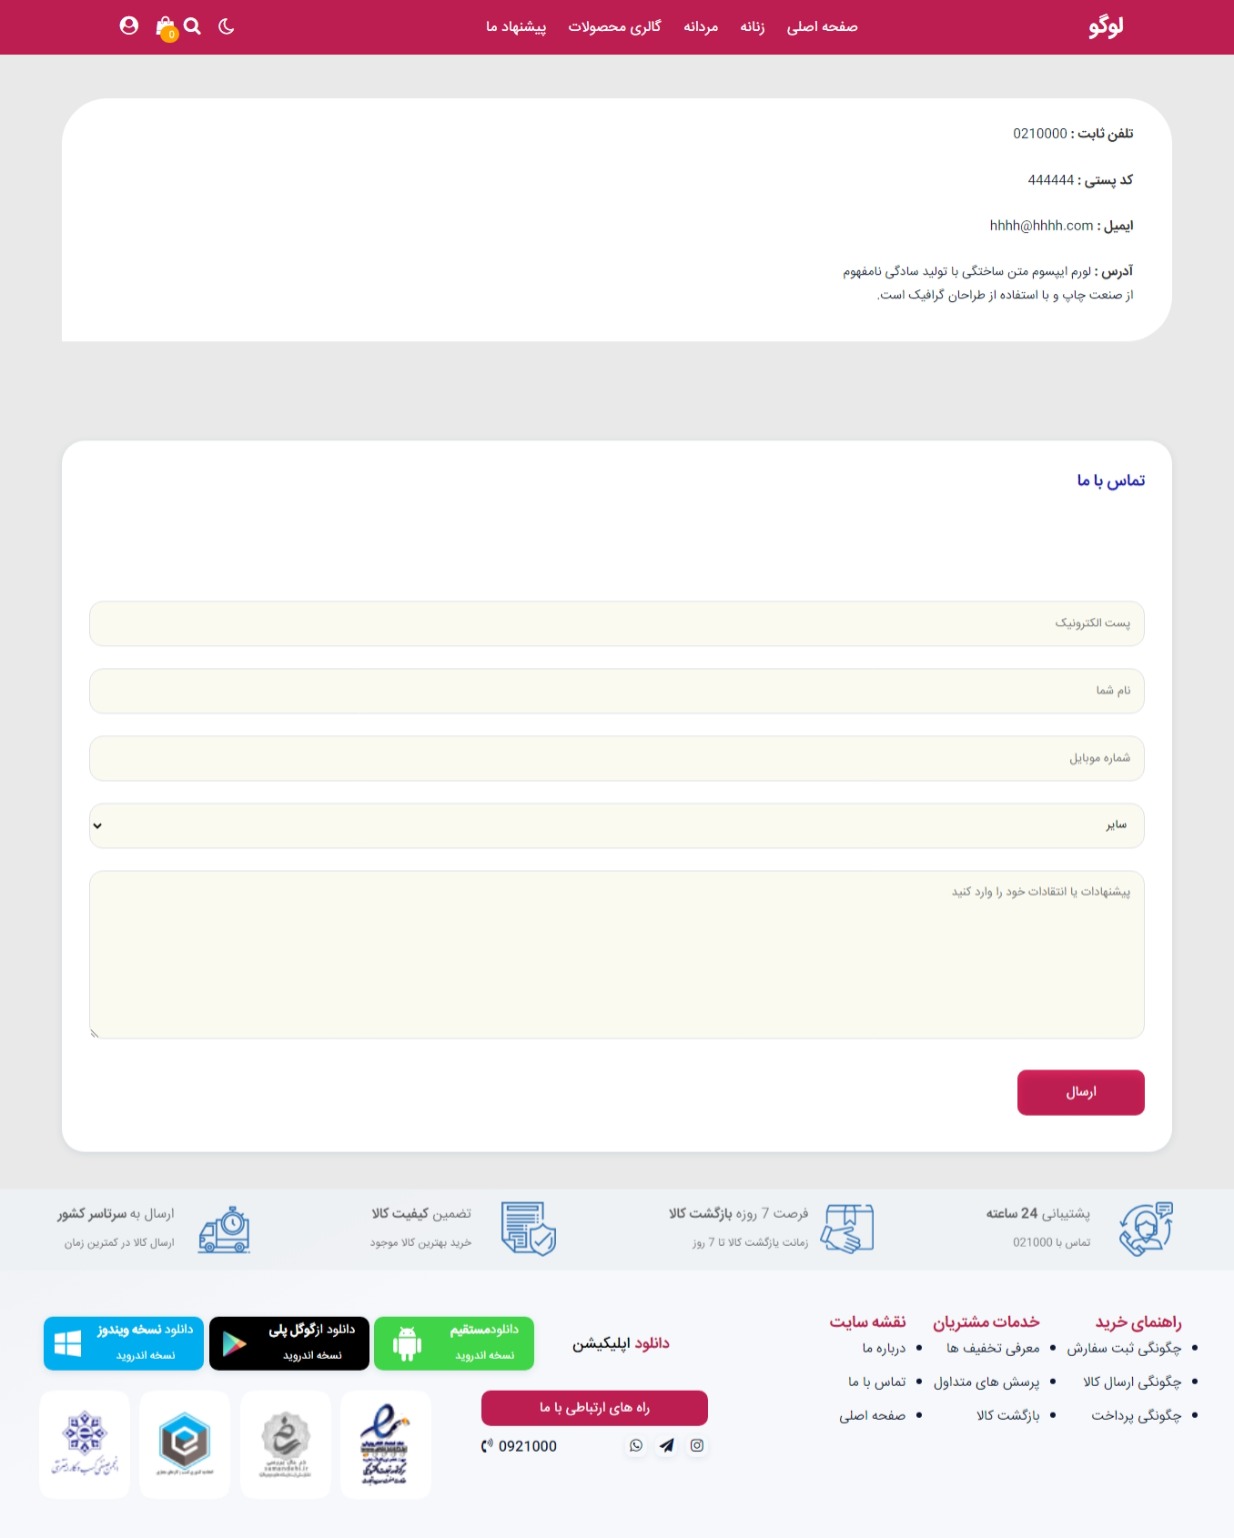 لوگو
صفحه اصلی زنانه مردانه گالری محصولات پیشنهاد ما
0
تلفن ثابت : 0210000
کد پستی : 444444
ایمیل : hhhh@hhhh.com
آدرس : لورم ایپسوم متن ساختگی با تولید سادگی نامفهوم
از صنعت چاپ و با استفاده از طراحان گرافیک است.
تماس با ما
پست الکترونیک
نام شما
شماره موبایل
سایر
پیشنهادات یا انتقادات خود را وارد کنید
ارسال
پشتیبانی 24 ساعته
تماس با 021000
فرصت 7 روزه بازگشت کالا
زمانت بازگشت کالا تا 7 روز
تضمین کیفیت کالا
خرید بهترین کالا موجود
ارسال به سرتاسر کشور
ارسال کالا در کمترین زمان
راهنمای خرید
چگونگی ثبت سفارش
چگونگی ارسال کالا
چگونگی پرداخت
خدمات مشتریان
معرفی تخفیف ها
پرسش های متداول
بازگشت کالا
نقشه سایت
درباره ما
تماس با ما
صفحه اصلی
دانلود اپلیکیشن
دانلودمستقیم
نسخه اندروید
دانلود ازگوگل پلی
نسخه اندروید
دانلود نسخه ویندوز
نسخه اندروید
راه های ارتباطی با ما
0921000
samandehi.ir